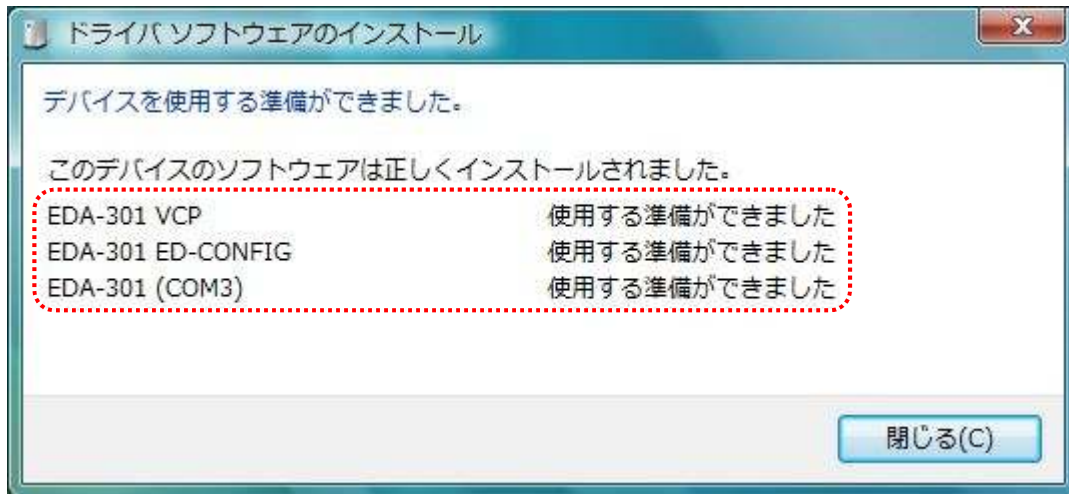 ドライバ ソフトウェアのインストール
デバイスを使用する準備ができました。
このデバイスのソフトウェアは正しくインストールされました。
EDA-301 VCP 使用する準備ができました
EDA-301 ED-CONFIG 使用する準備ができました
EDA-301 (COM3) 使用する準備ができました
閉じる(C)